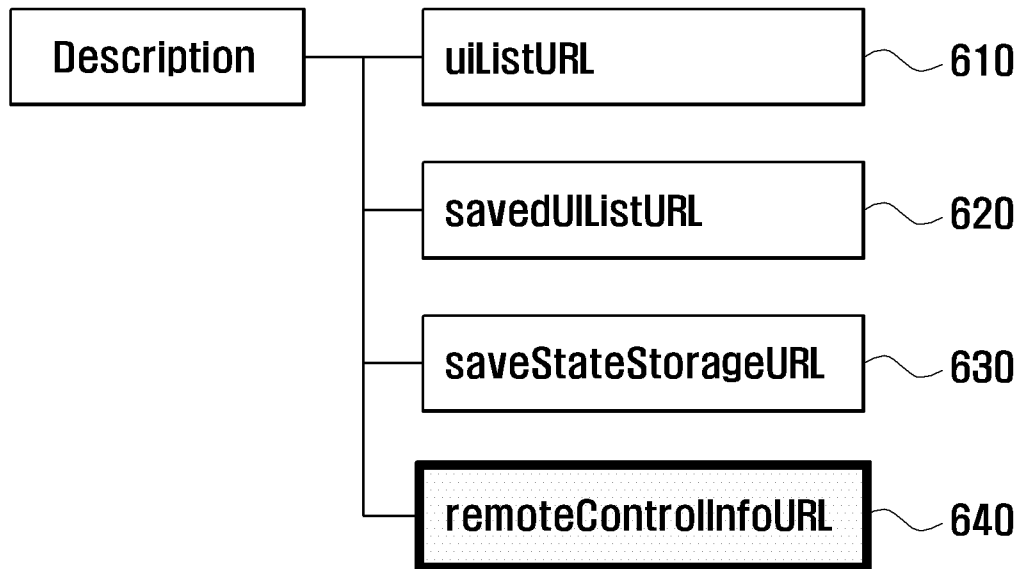 Description
uiListURL
610
savedUIListURL
620
saveStateStorageURL
630
remoteControlInfoURL
640